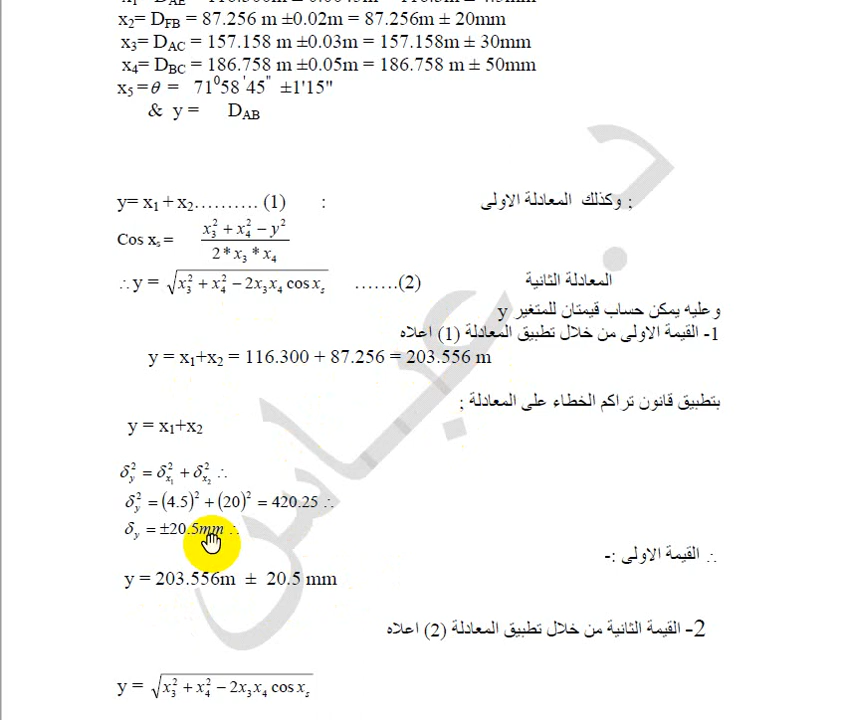 x₂= D_FB = 87.256 m ±0.02m = 87.256m ± 20mm
x₃= D_AC = 157.158 m ±0.03m = 157.158m ± 30mm
x₄= D_BC = 186.758 m ±0.05m = 186.758 m ± 50mm
x₅ = θ = 71⁰58'45" ±1'15"
& y = D_AB
y= x₁ + x₂.......... (1) : وكذلك المعادلة الاولى ;
Cos x₅ = (x₃² + x₄² − y²) / (2 * x₃ * x₄)
∴ y = √(x₃² + x₄² − 2x₃x₄ cos x₅) .......(2) المعادلة الثانية
وعليه يمكن حساب قيمتان للمتغير y
1- القيمة الاولى من خلال تطبيق المعادلة (1) اعلاه
y = x₁+x₂ = 116.300 + 87.256 = 203.556 m
بتطبيق قانون تراكم الخطاء على المعادلة ;
y = x₁+x₂
δ_y² = δ_x₁² + δ_x₂² ∴
δ_y² = (4.5)² + (20)² = 420.25 ∴
δ_y = ±20.5mm ∴
∴ القيمة الاولى :-
y = 203.556m ± 20.5 mm
2- القيمة الثانية من خلال تطبيق المعادلة (2) اعلاه
y = √(x₃² + x₄² − 2x₃x₄ cos x₅)
د. عباس